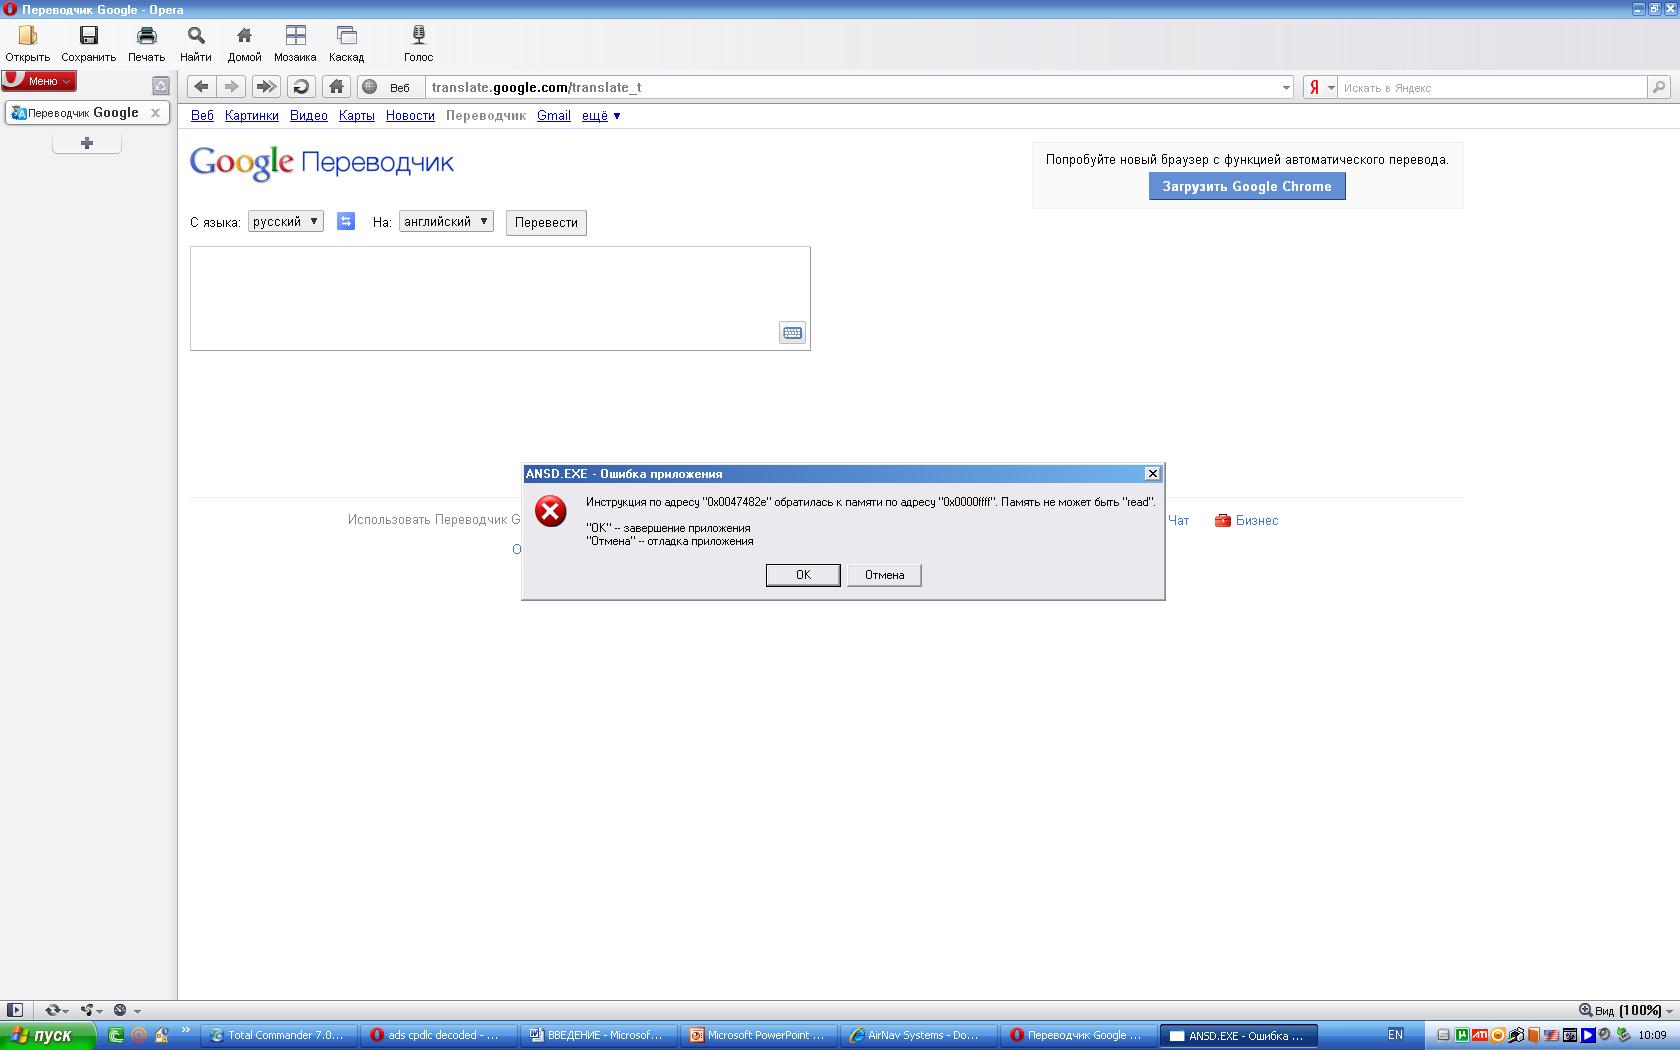 Переводчик Google - Opera
Открыть Сохранить Печать Найти Домой Мозаика Каскад Голос
Меню
Веб translate.google.com/translate_t Я Искать в Яндекс
Переводчик Google
Веб Картинки Видео Карты Новости Переводчик Gmail ещё ▼
Google Переводчик
Попробуйте новый браузер с функцией автоматического перевода.
Загрузить Google Chrome
С языка: русский ▼ На: английский ▼ Перевести
ANSD.EXE - Ошибка приложения
Инструкция по адресу "0x0047482e" обратилась к памяти по адресу "0x0000ffff". Память не может быть "read".
"OK" -- завершение приложения
"Отмена" -- отладка приложения
OK Отмена
Использовать Переводчик G
Чат Бизнес
О
Вид (100%)
пуск
Total Commander 7.0...
ads cpdlc decoded - ...
ВВЕДЕНИЕ - Microsof...
Microsoft PowerPoint ...
AirNav Systems - Do...
Переводчик Google ...
ANSD.EXE - Ошибка ...
EN
10:09